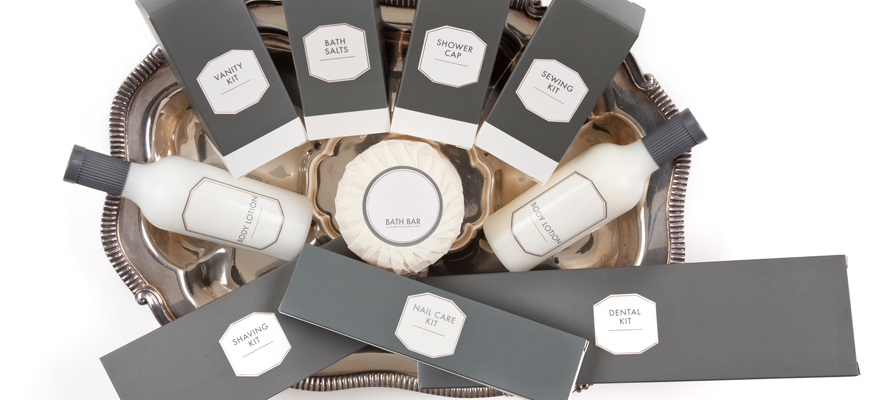 VANITY
KIT
BATH
SALTS
SHOWER
CAP
SEWING
KIT
BODY LOTION
BATH BAR
BODY LOTION
SHAVING
KIT
NAIL CARE
KIT
DENTAL
KIT